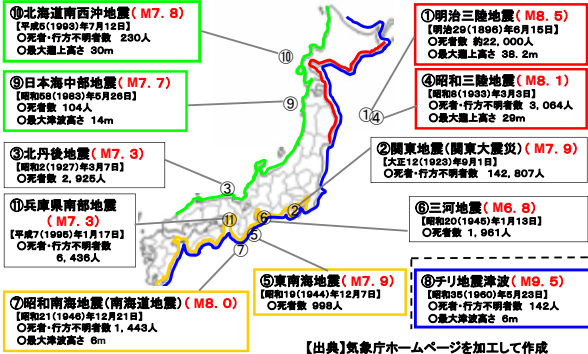 ⑩北海道南西沖地震(M7.8)
【平成5(1993)年7月12日】
○死者・行方不明者数 230人
○最大遡上高さ 30m
⑨日本海中部地震(M7.7)
【昭和58(1983)年5月26日】
○死者数 104人
○最大津波高さ 14m
③北丹後地震(M7.3)
【昭和2(1927)年3月7日】
○死者数 2,925人
⑪兵庫県南部地震
(M7.3)
【平成7(1995)年1月17日】
○死者・行方不明者数
6,436人
⑦昭和南海地震(南海道地震)(M8.0)
【昭和21(1946)年12月21日】
○死者・行方不明者数1,443人
○最大津波高さ 6m
①明治三陸地震(M8.5)
【明治29(1896)年6月15日】
○死者数 約22,000人
○最大遡上高さ 38.2m
④昭和三陸地震(M8.1)
【昭和8(1933)年3月3日】
○死者・行方不明者数 3,064人
○最大遡上高さ 29m
②関東地震(関東大震災)(M7.9)
【大正12(1923)年9月1日】
○死者・行方不明者数 142,807人
⑥三河地震(M6.8)
【昭和20(1945)年1月13日】
○死者・行方不明者数 1,961人
⑤東南海地震(M7.9)
【昭和19(1944)年12月7日】
○死者・行方不明者数 998人
⑧チリ地震津波(M9.5)
【昭和35(1960)年5月23日】
○死者・行方不明者数 142人
○最大津波高さ 6m
⑩
⑨
①
④
③
⑪
⑥
②
⑤
⑦
【出典】気象庁ホームページを加工して作成